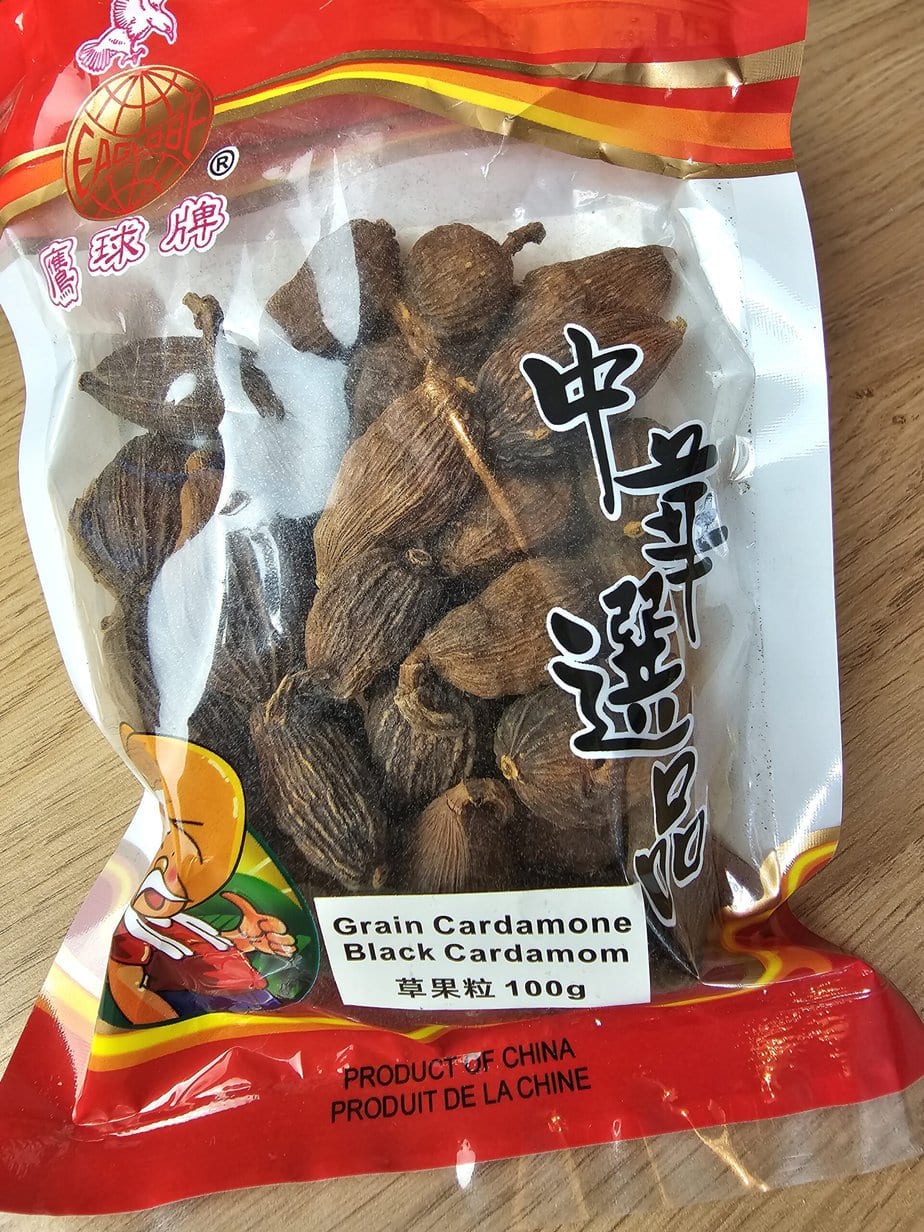 EAGLOBE
®
鷹球牌
中華選品
Grain Cardamone
Black Cardamom
草果粒 100g
PRODUCT OF CHINA
PRODUIT DE LA CHINE